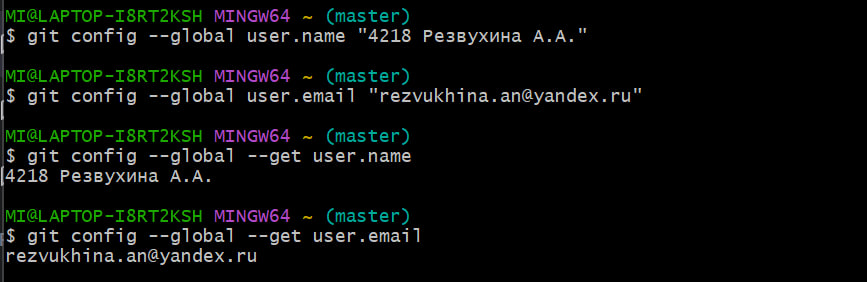 MI@LAPTOP-I8RT2KSH MINGW64 ~ (master)
$ git config --global user.name "4218 Резвухина А.А."
MI@LAPTOP-I8RT2KSH MINGW64 ~ (master)
$ git config --global user.email "rezvukhina.an@yandex.ru"
MI@LAPTOP-I8RT2KSH MINGW64 ~ (master)
$ git config --global --get user.name
4218 Резвухина А.А.
MI@LAPTOP-I8RT2KSH MINGW64 ~ (master)
$ git config --global --get user.email
rezvukhina.an@yandex.ru